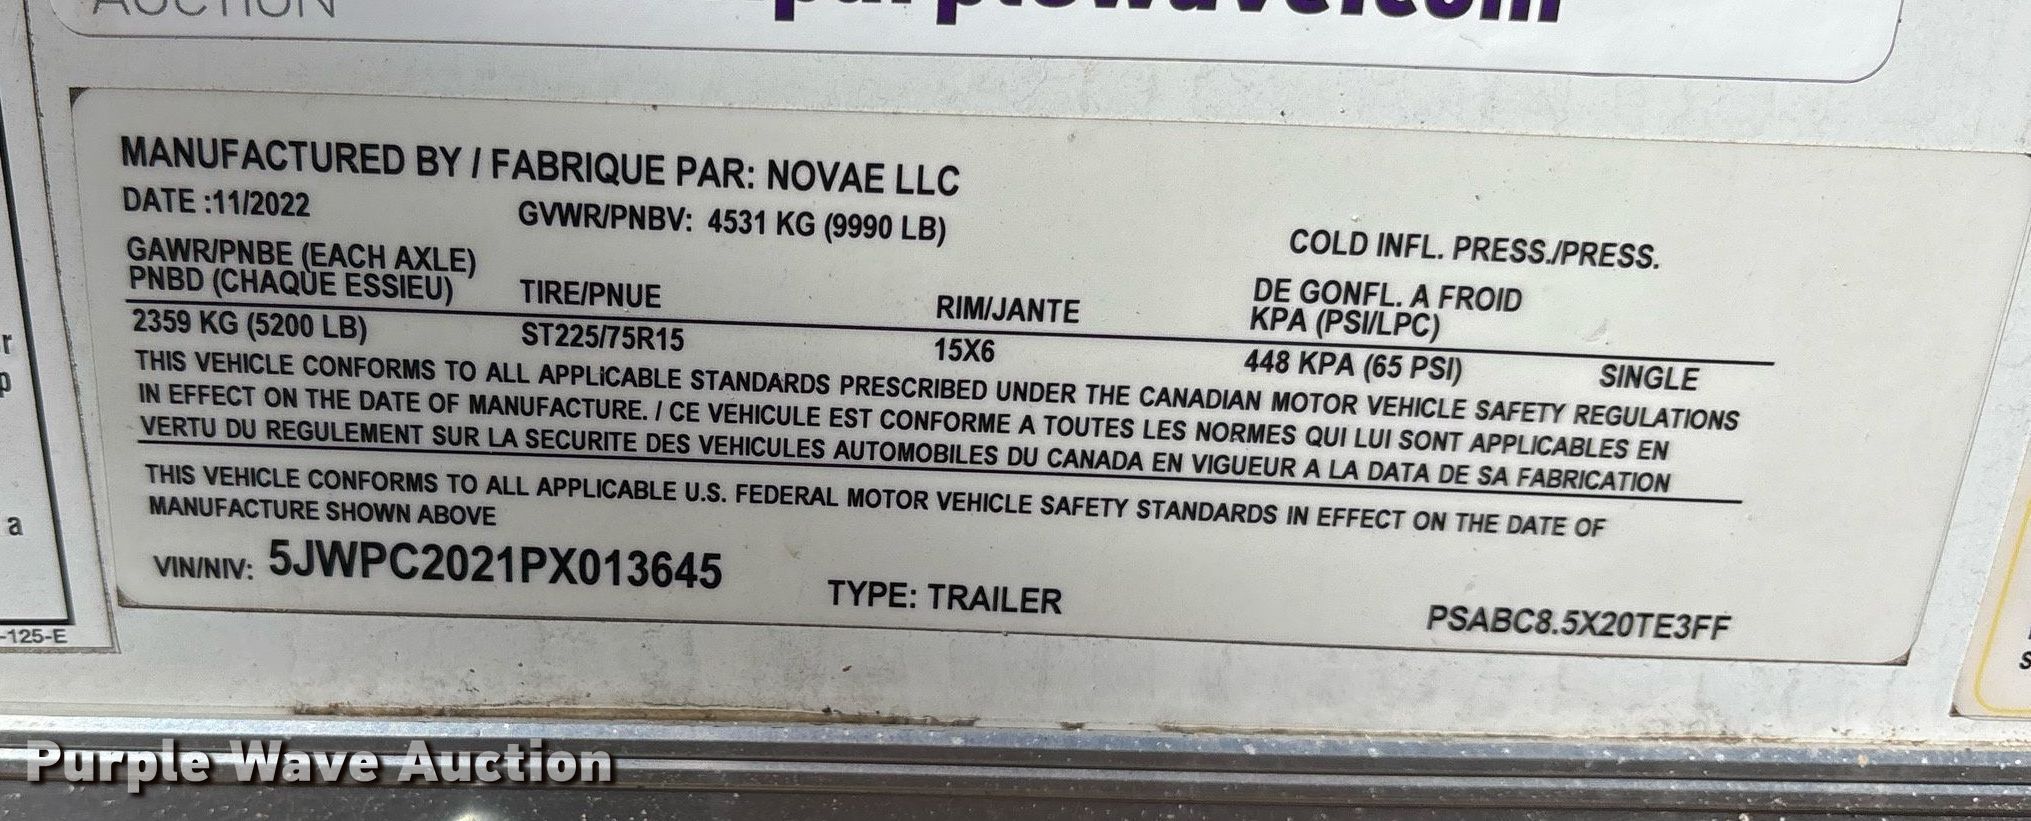 AUCTION
purplewave.com
MANUFACTURED BY / FABRIQUE PAR: NOVAE LLC
DATE :11/2022
GVWR/PNBV: 4531 KG (9990 LB)
GAWR/PNBE (EACH AXLE)
PNBD (CHAQUE ESSIEU)
TIRE/PNUE
RIM/JANTE
COLD INFL. PRESS./PRESS.
DE GONFL. A FROID
KPA (PSI/LPC)
2359 KG (5200 LB)
ST225/75R15
15X6
448 KPA (65 PSI)
SINGLE
THIS VEHICLE CONFORMS TO ALL APPLICABLE STANDARDS PRESCRIBED UNDER THE CANADIAN MOTOR VEHICLE SAFETY REGULATIONS
IN EFFECT ON THE DATE OF MANUFACTURE. / CE VEHICULE EST CONFORME A TOUTES LES NORMES QUI LUI SONT APPLICABLES EN
VERTU DU REGULEMENT SUR LA SECURITE DES VEHICULES AUTOMOBILES DU CANADA EN VIGUEUR A LA DATA DE SA FABRICATION
THIS VEHICLE CONFORMS TO ALL APPLICABLE U.S. FEDERAL MOTOR VEHICLE SAFETY STANDARDS IN EFFECT ON THE DATE OF
MANUFACTURE SHOWN ABOVE
VIN/NIV: 5JWPC2021PX013645
TYPE: TRAILER
PSABC8.5X20TE3FF
a
-125-E
Purple Wave Auction